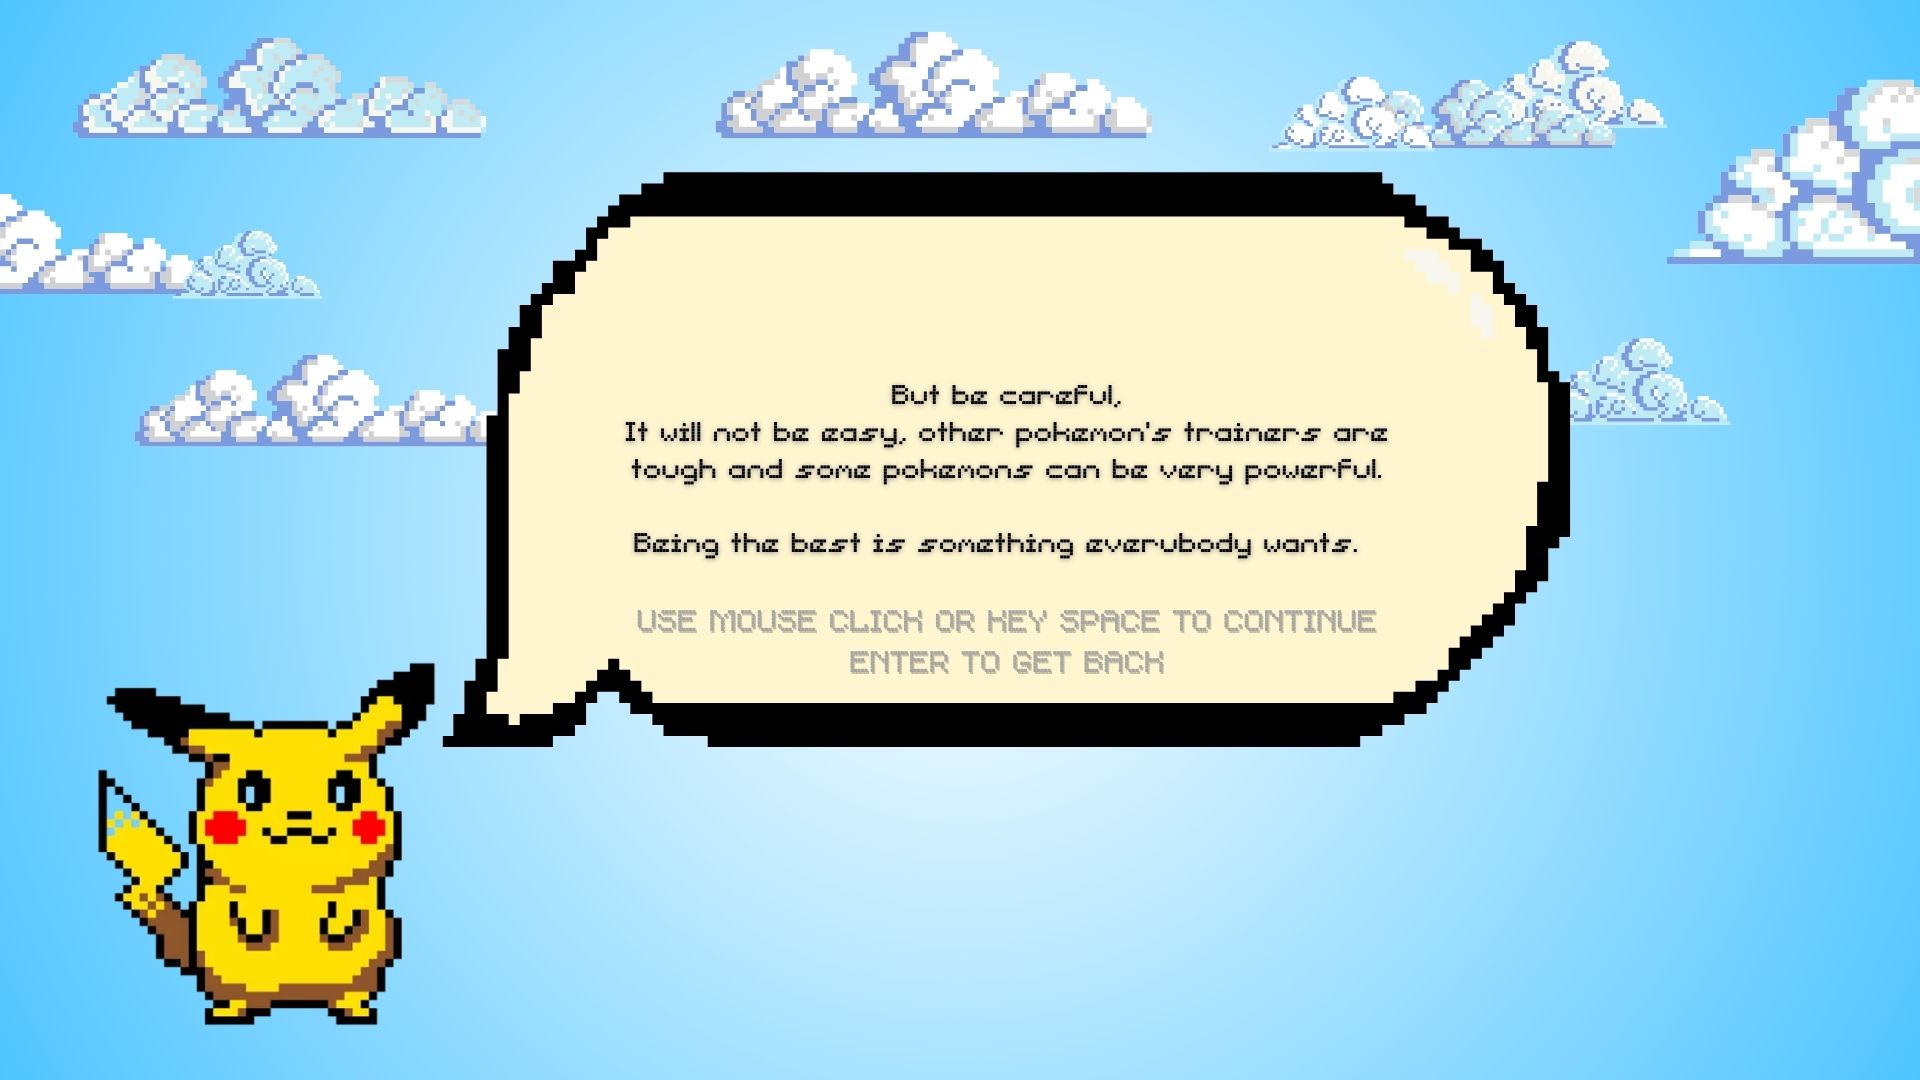 But be careful,
It will not be easy, other pokemon's trainers are
tough and some pokemons can be very powerful.
Being the best is something everubody wants.
USE MOUSE CLICK OR KEY SPACE TO CONTINUE
ENTER TO GET BACK